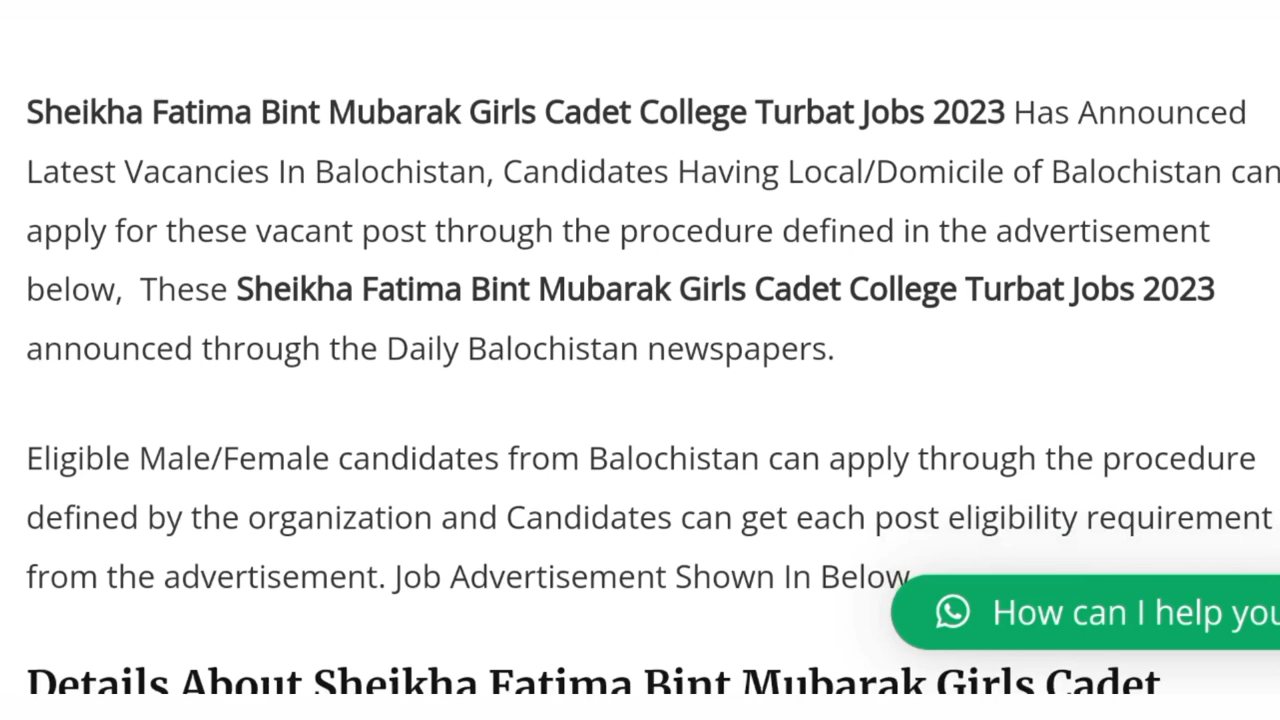 Sheikha Fatima Bint Mubarak Girls Cadet College Turbat Jobs 2023 Has Announced
Latest Vacancies In Balochistan, Candidates Having Local/Domicile of Balochistan can
apply for these vacant post through the procedure defined in the advertisement
below,  These Sheikha Fatima Bint Mubarak Girls Cadet College Turbat Jobs 2023
announced through the Daily Balochistan newspapers.
Eligible Male/Female candidates from Balochistan can apply through the procedure
defined by the organization and Candidates can get each post eligibility requirement
from the advertisement. Job Advertisement Shown In Below
How can I help you
Details About Sheikha Fatima Bint Mubarak Girls Cadet